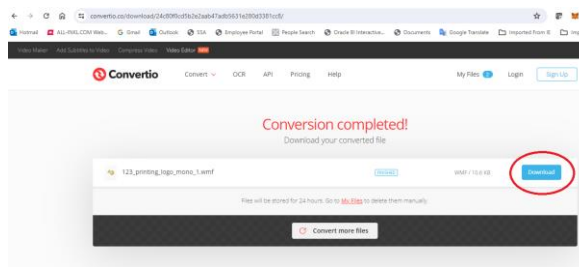 convertio.co/download/24c80f0cd5b2e2aab47adb5631e280d3381cc8/
Hotmail ALL-INKL.COM Web... Gmail Outlook SSA Employee Portal People Search Oracle BI Interactive... Documents Google Translate Imported From IE
Video Maker Add Subtitles to Video Compress Video Video Editor
Convertio Convert OCR API Pricing Help My Files 2 Login Sign Up
Conversion completed!
Download your converted file
123_printing_logo_mono_1.wmf WMF / Download
Files will be stored for 24 hours. Go to My Files to delete them manually.
Convert more files